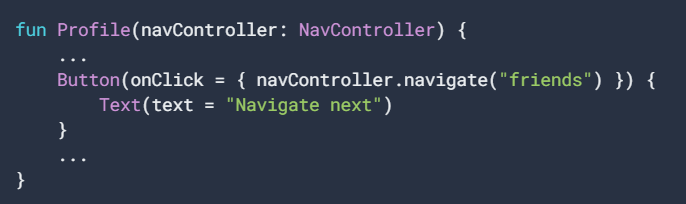 fun Profile(navController: NavController) {
    ...
    Button(onClick = { navController.navigate("friends") }) {
        Text(text = "Navigate next")
    }
    ...
}